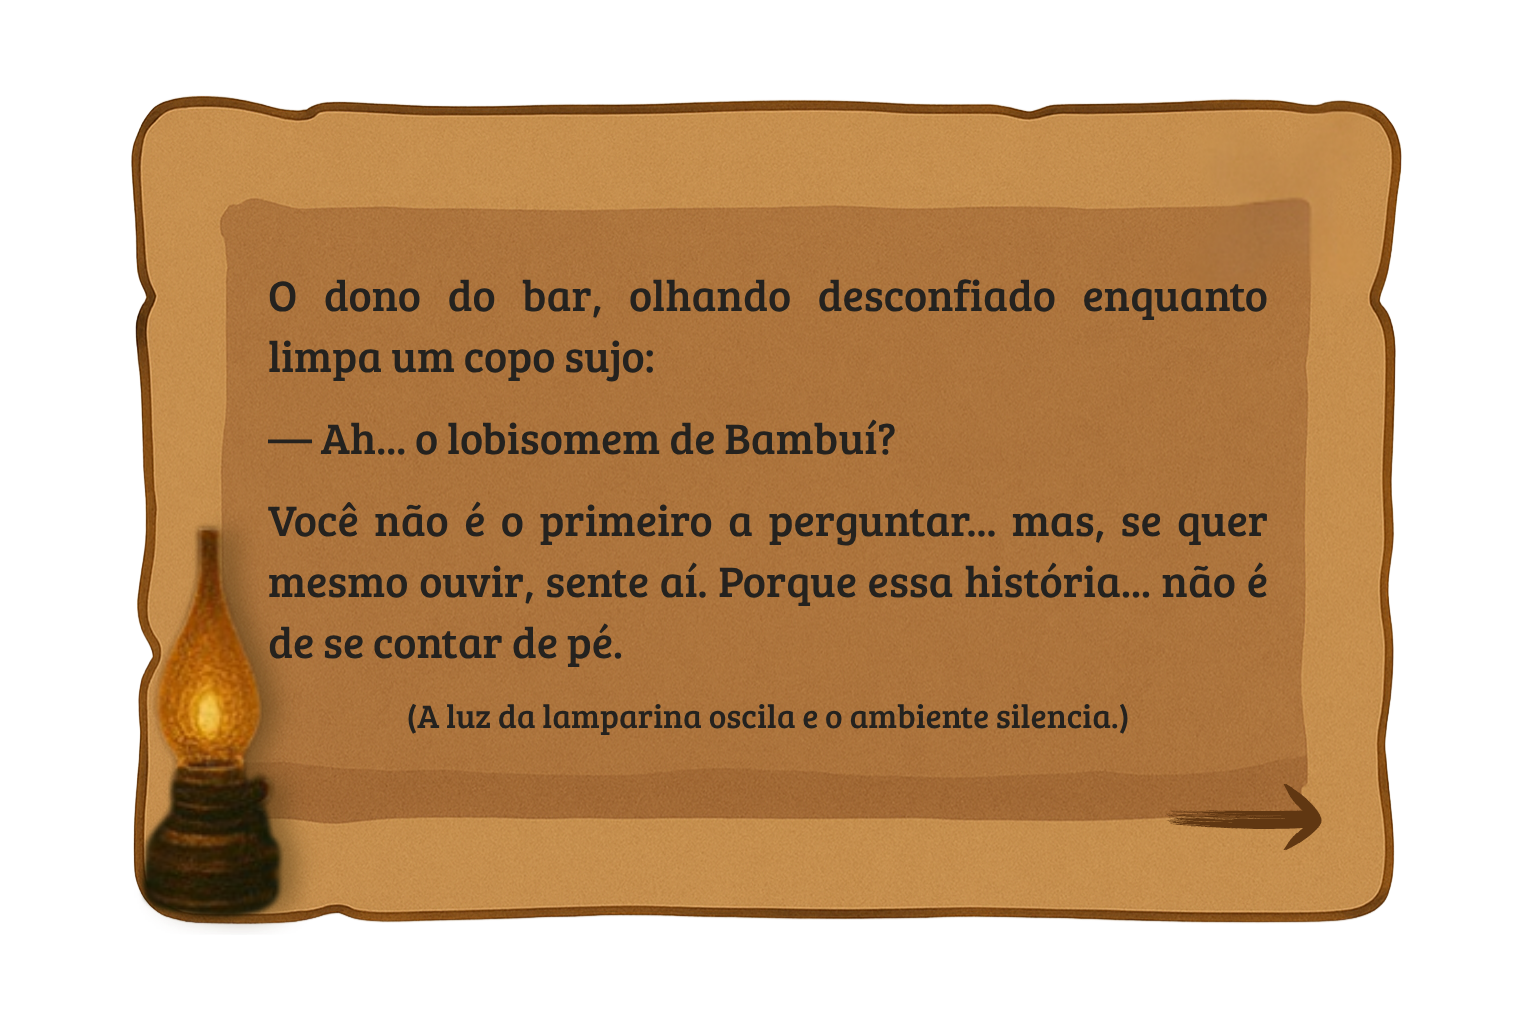 O dono do bar, olhando desconfiado enquanto
limpa um copo sujo:
— Ah... o lobisomem de Bambuí?
Você não é o primeiro a perguntar... mas, se quer
mesmo ouvir, sente aí. Porque essa história... não é
de se contar de pé.
(A luz da lamparina oscila e o ambiente silencia.)